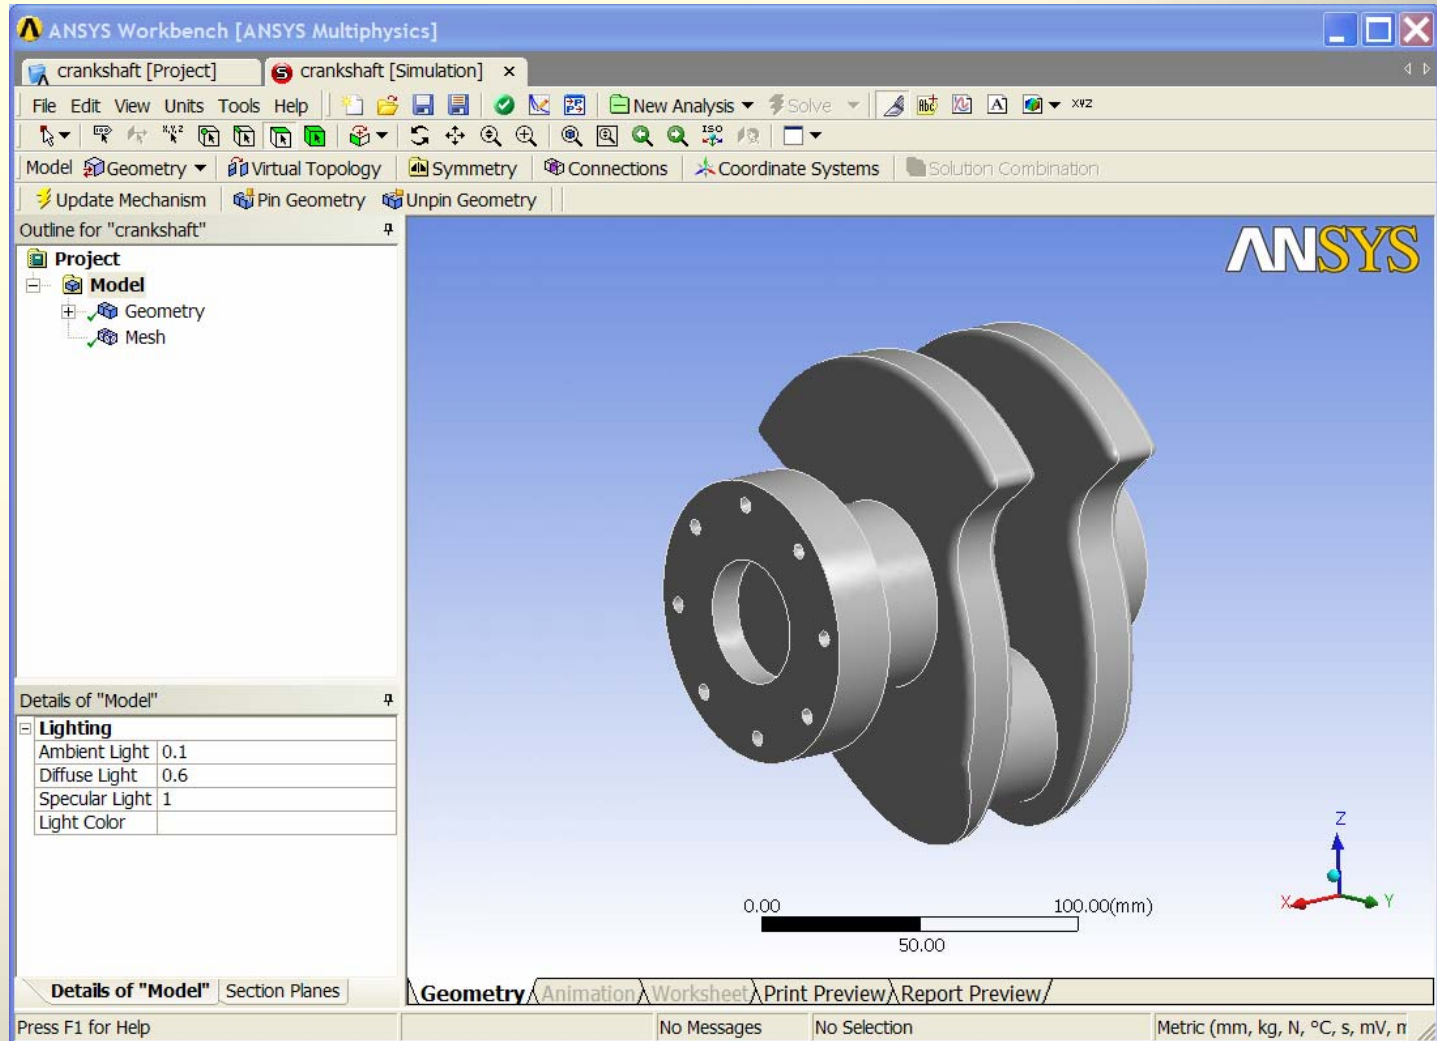 ANSYS Workbench [ANSYS Multiphysics]
crankshaft [Project] crankshaft [Simulation]
File Edit View Units Tools Help New Analysis Solve
Model Geometry Virtual Topology Symmetry Connections Coordinate Systems Solution Combination
Update Mechanism Pin Geometry Unpin Geometry
Outline for "crankshaft"
ANSYS
Project
Model
Geometry
Mesh
Details of "Model"
Lighting
Ambient Light 0.1
Diffuse Light 0.6
Specular Light 1
Light Color
Z
X Y
0.00 100.00(mm)
50.00
Details of "Model" Section Planes
Geometry Animation Worksheet Print Preview Report Preview
Press F1 for Help No Messages No Selection Metric (mm, kg, N, °C, s, mV, m